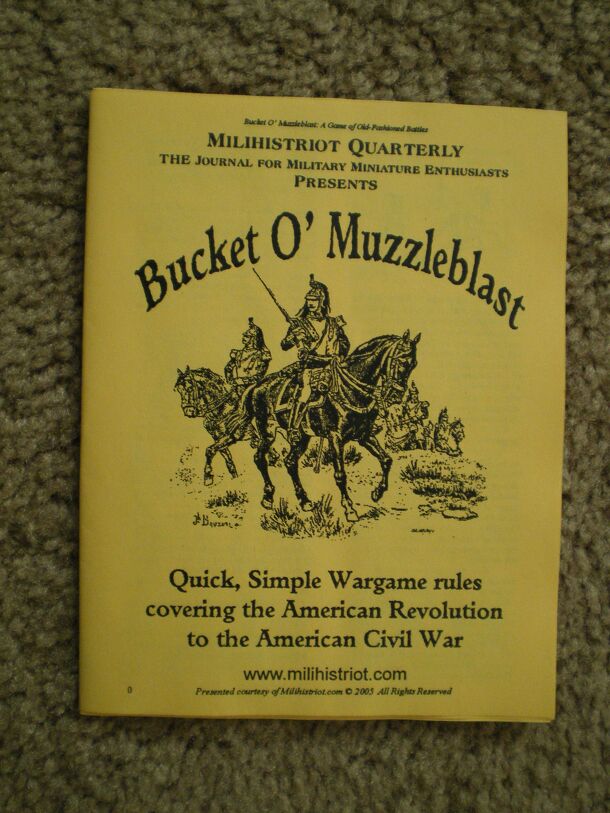 Bucket O' Muzzleblast: A Game of Old-Fashioned Battles
MILIHISTRIOT QUARTERLY
THE JOURNAL FOR MILITARY MINIATURE ENTHUSIASTS
PRESENTS
Bucket O' Muzzleblast
Quick, Simple Wargame rules
covering the American Revolution
to the American Civil War
www.milihistriot.com
0
Presented courtesy of Milihistriot.com © 2005 All Rights Reserved